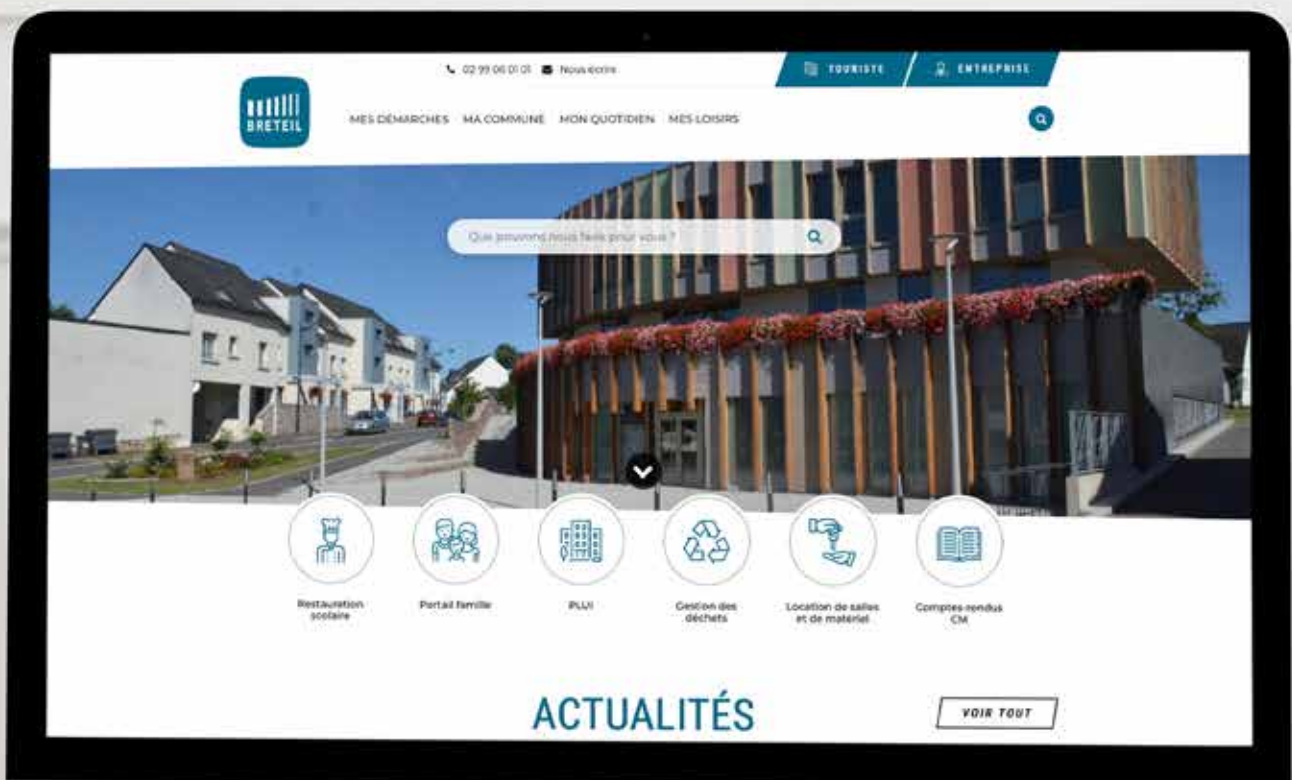 02 99 06 01 01 Nous écrire
TOURISTE
ENTREPRISE
BRETEIL
MES DÉMARCHES MA COMMUNE MON QUOTIDIEN MES LOISIRS
Que pouvons nous faire pour vous ?
Restauration
scolaire
Portail famille
PLUI
Gestion des
déchets
Location de salles
et de matériel
Comptes-rendus
CM
ACTUALITÉS
VOIR TOUT